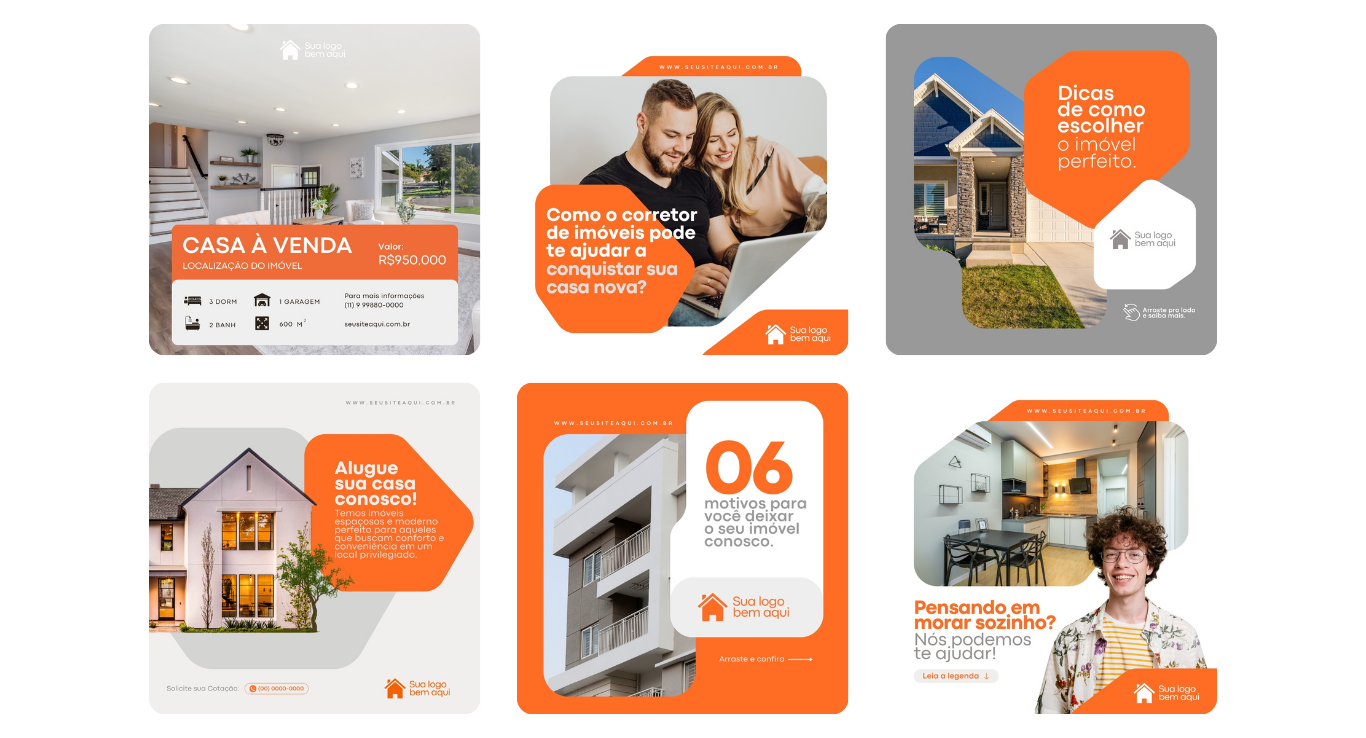 Sua logo
bem aqui
CASA À VENDA
LOCALIZAÇÃO DO IMÓVEL
Valor:
R$950,000
3 DORM
1 GARAGEM
2 BANH
600 M²
Para mais informações
(11) 9 99880-0000
seusiteaqui.com.br
WWW.SEUSITEAQUI.COM.BR
Como o corretor
de imóveis pode
te ajudar a
conquistar sua
casa nova?
Sua logo
bem aqui
Dicas
de como
escolher
o imóvel
perfeito.
Sua logo
bem aqui
Arraste pro lado
e saiba mais.
WWW.SEUSITEAQUI.COM.BR
Alugue
sua casa
conosco!
Temos imóveis
espaçosos e moderno
perfeito para aqueles
que buscam conforto e
conveniência em um
local privilegiado.
Solicite sua Cotação:
(00) 0000-0000
Sua logo
bem aqui
WWW.SEUSITEAQUI.COM.BR
06
motivos para
você deixar
o seu imóvel
conosco.
Sua logo
bem aqui
Arraste e confira
WWW.SEUSITEAQUI.COM.BR
Pensando em
morar sozinho?
Nós podemos
te ajudar!
Leia a legenda ↓
Sua logo
bem aqui